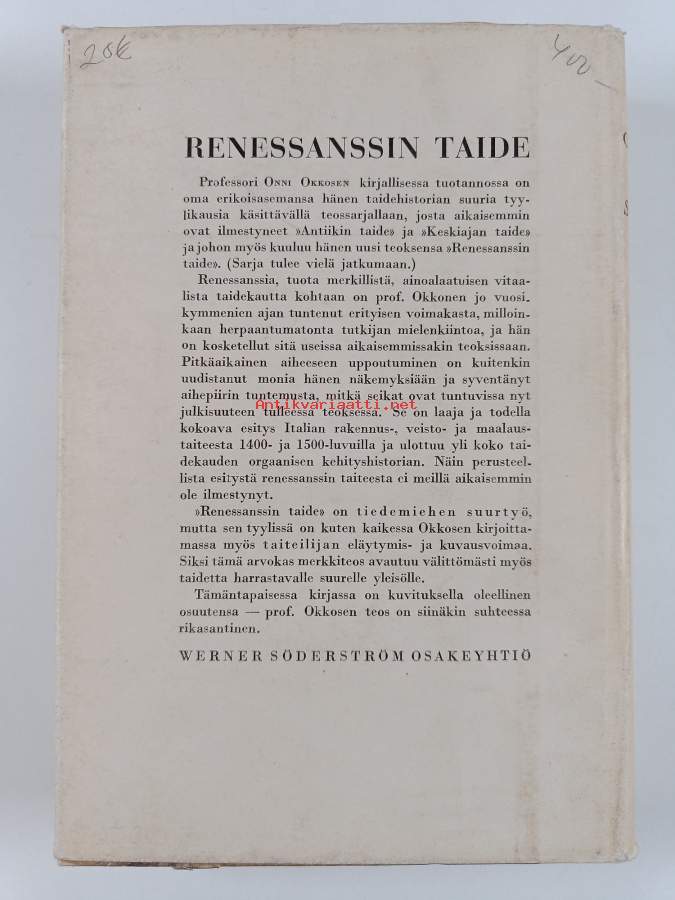 20€
400-
RENESSANSSIN TAIDE
Professori ONNI OKKOSEN kirjallisessa tuotannossa on
oma erikoisasemansa hänen taidehistorian suuria tyy-
likausia käsittävällä teossarjallaan, josta aikaisemmin
ovat ilmestyneet »Antiikin taide» ja »Keskiajan taide»
ja johon myös kuuluu hänen uusi teoksensa »Renessanssin
taide». (Sarja tulee vielä jatkumaan.)
Renessanssia, tuota merkillistä, ainoalaatuisen vitaa-
lista taidekautta kohtaan on prof. Okkonen jo vuosi-
kymmenien ajan tuntenut erityisen voimakasta, milloin-
kaan herpaantumatonta tutkijan mielenkiintoa, ja hän
on kosketellut sitä useissa aikaisemmissakin teoksissaan.
Pitkäaikainen aiheeseen uppoutuminen on kuitenkin
uudistanut monia hänen näkemyksiään ja syventänyt
aihepiirin tuntemusta, mitkä seikat ovat tuntuvissa nyt
Antikvariaatti.net
julkisuuteen tulleessa teoksessa. Se on laaja ja todella
kokoava esitys Italian rakennus-, veisto- ja maalaus-
taiteesta 1400- ja 1500-luvuilla ja ulottuu yli koko tai-
dekauden orgaanisen kehityshistorian. Näin perusteel-
lista esitystä renessanssin taiteesta ei meillä aikaisemmin
ole ilmestynyt.
»Renessanssin taide» on tiedemiehen suurtyö,
mutta sen tyylissä on kuten kaikessa Okkosen kirjoitta-
massa myös taiteilijan eläytymis- ja kuvausvoimaa.
Siksi tämä arvokas merkkiteos avautuu välittömästi myös
taidetta harrastavalle suurelle yleisölle.
Tämäntapaisessa kirjassa on kuvituksella oleellinen
osuutensa — prof. Okkosen teos on siinäkin suhteessa
rikasantinen.
WERNER SÖDERSTRÖM OSAKEYHTIÖ